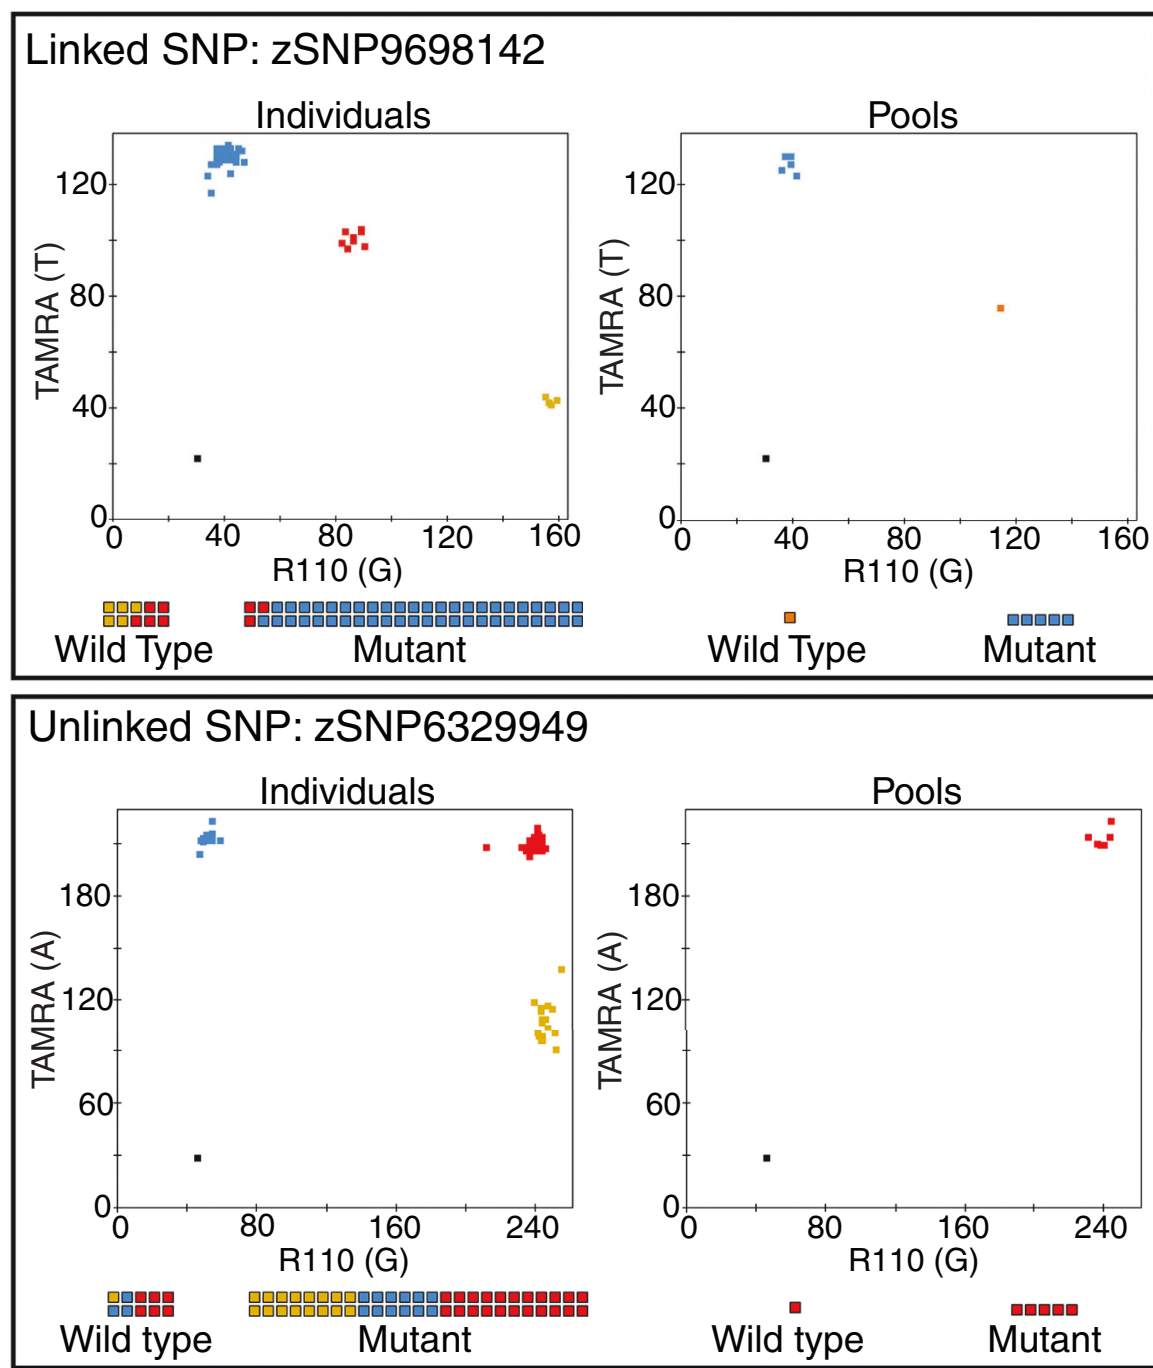 Linked SNP: zSNP9698142
Individuals
Pools
TAMRA (T)
120
80
40
0
0 40 80 120 160
R110 (G)
TAMRA (T)
120
80
40
0
0 40 80 120 160
R110 (G)
Wild Type Mutant
Wild Type Mutant
Unlinked SNP: zSNP6329949
Individuals
Pools
TAMRA (A)
180
120
60
0
0 80 160 240
R110 (G)
TAMRA (A)
180
120
60
0
0 80 160 240
R110 (G)
Wild type Mutant
Wild type Mutant